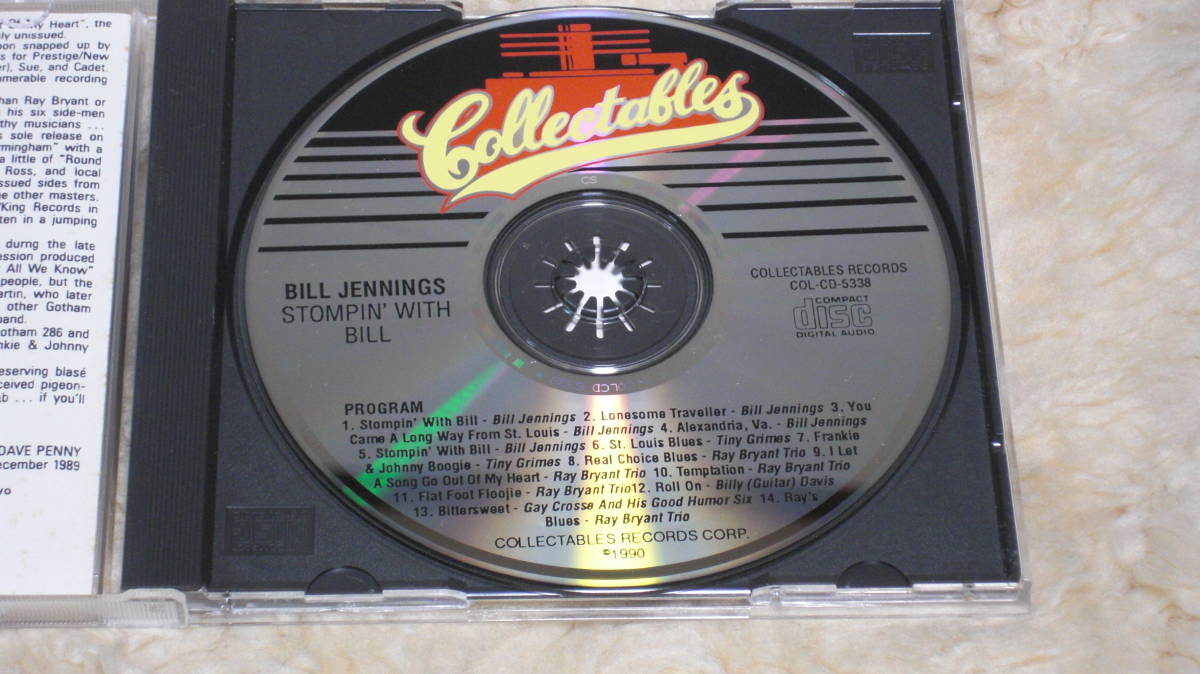 Of My Heart", the
ly unissued.
oon snapped up by
s for Prestige/New
er), Sue, and Cadet.
merable recording
han Ray Bryant or
his six side-men
thy musicians ...
s sole release on
rmingham" with a
a little of "Round
Ross, and local
ssued sides from
e other masters.
/King Records in
ten in a jumping
durng the late
ession produced
All We Know"
people, but the
artin, who later
other Gotham
band.
otham 286 and
nkie & Johnny
eserving blasé
ceived pigeon-
b ... if you'll
DAVE PENNY
ecember 1989
Collectables
CS
BILL JENNINGS
STOMPIN' WITH
BILL
COLLECTABLES RECORDS
COL-CD-5338
COMPACT
disc
DIGITAL AUDIO
PROGRAM
1. Stompin' With Bill - Bill Jennings 2. Lonesome Traveller - Bill Jennings 3. You
Came A Long Way From St. Louis - Bill Jennings 4. Alexandria, Va. - Bill Jennings
5. Stompin' With Bill - Bill Jennings 6. St. Louis Blues - Tiny Grimes 7. Frankie
& Johnny Boogie - Tiny Grimes 8. Real Choice Blues - Ray Bryant Trio 9. I Let
A Song Go Out Of My Heart - Ray Bryant Trio 10. Temptation - Ray Bryant Trio
11. Flat Foot Floojie - Ray Bryant Trio12. Roll On - Billy (Guitar) Davis
13. Bittersweet - Gay Crosse And His Good Humor Six 14. Ray's
Blues - Ray Bryant Trio
COLLECTABLES RECORDS CORP.
©1990